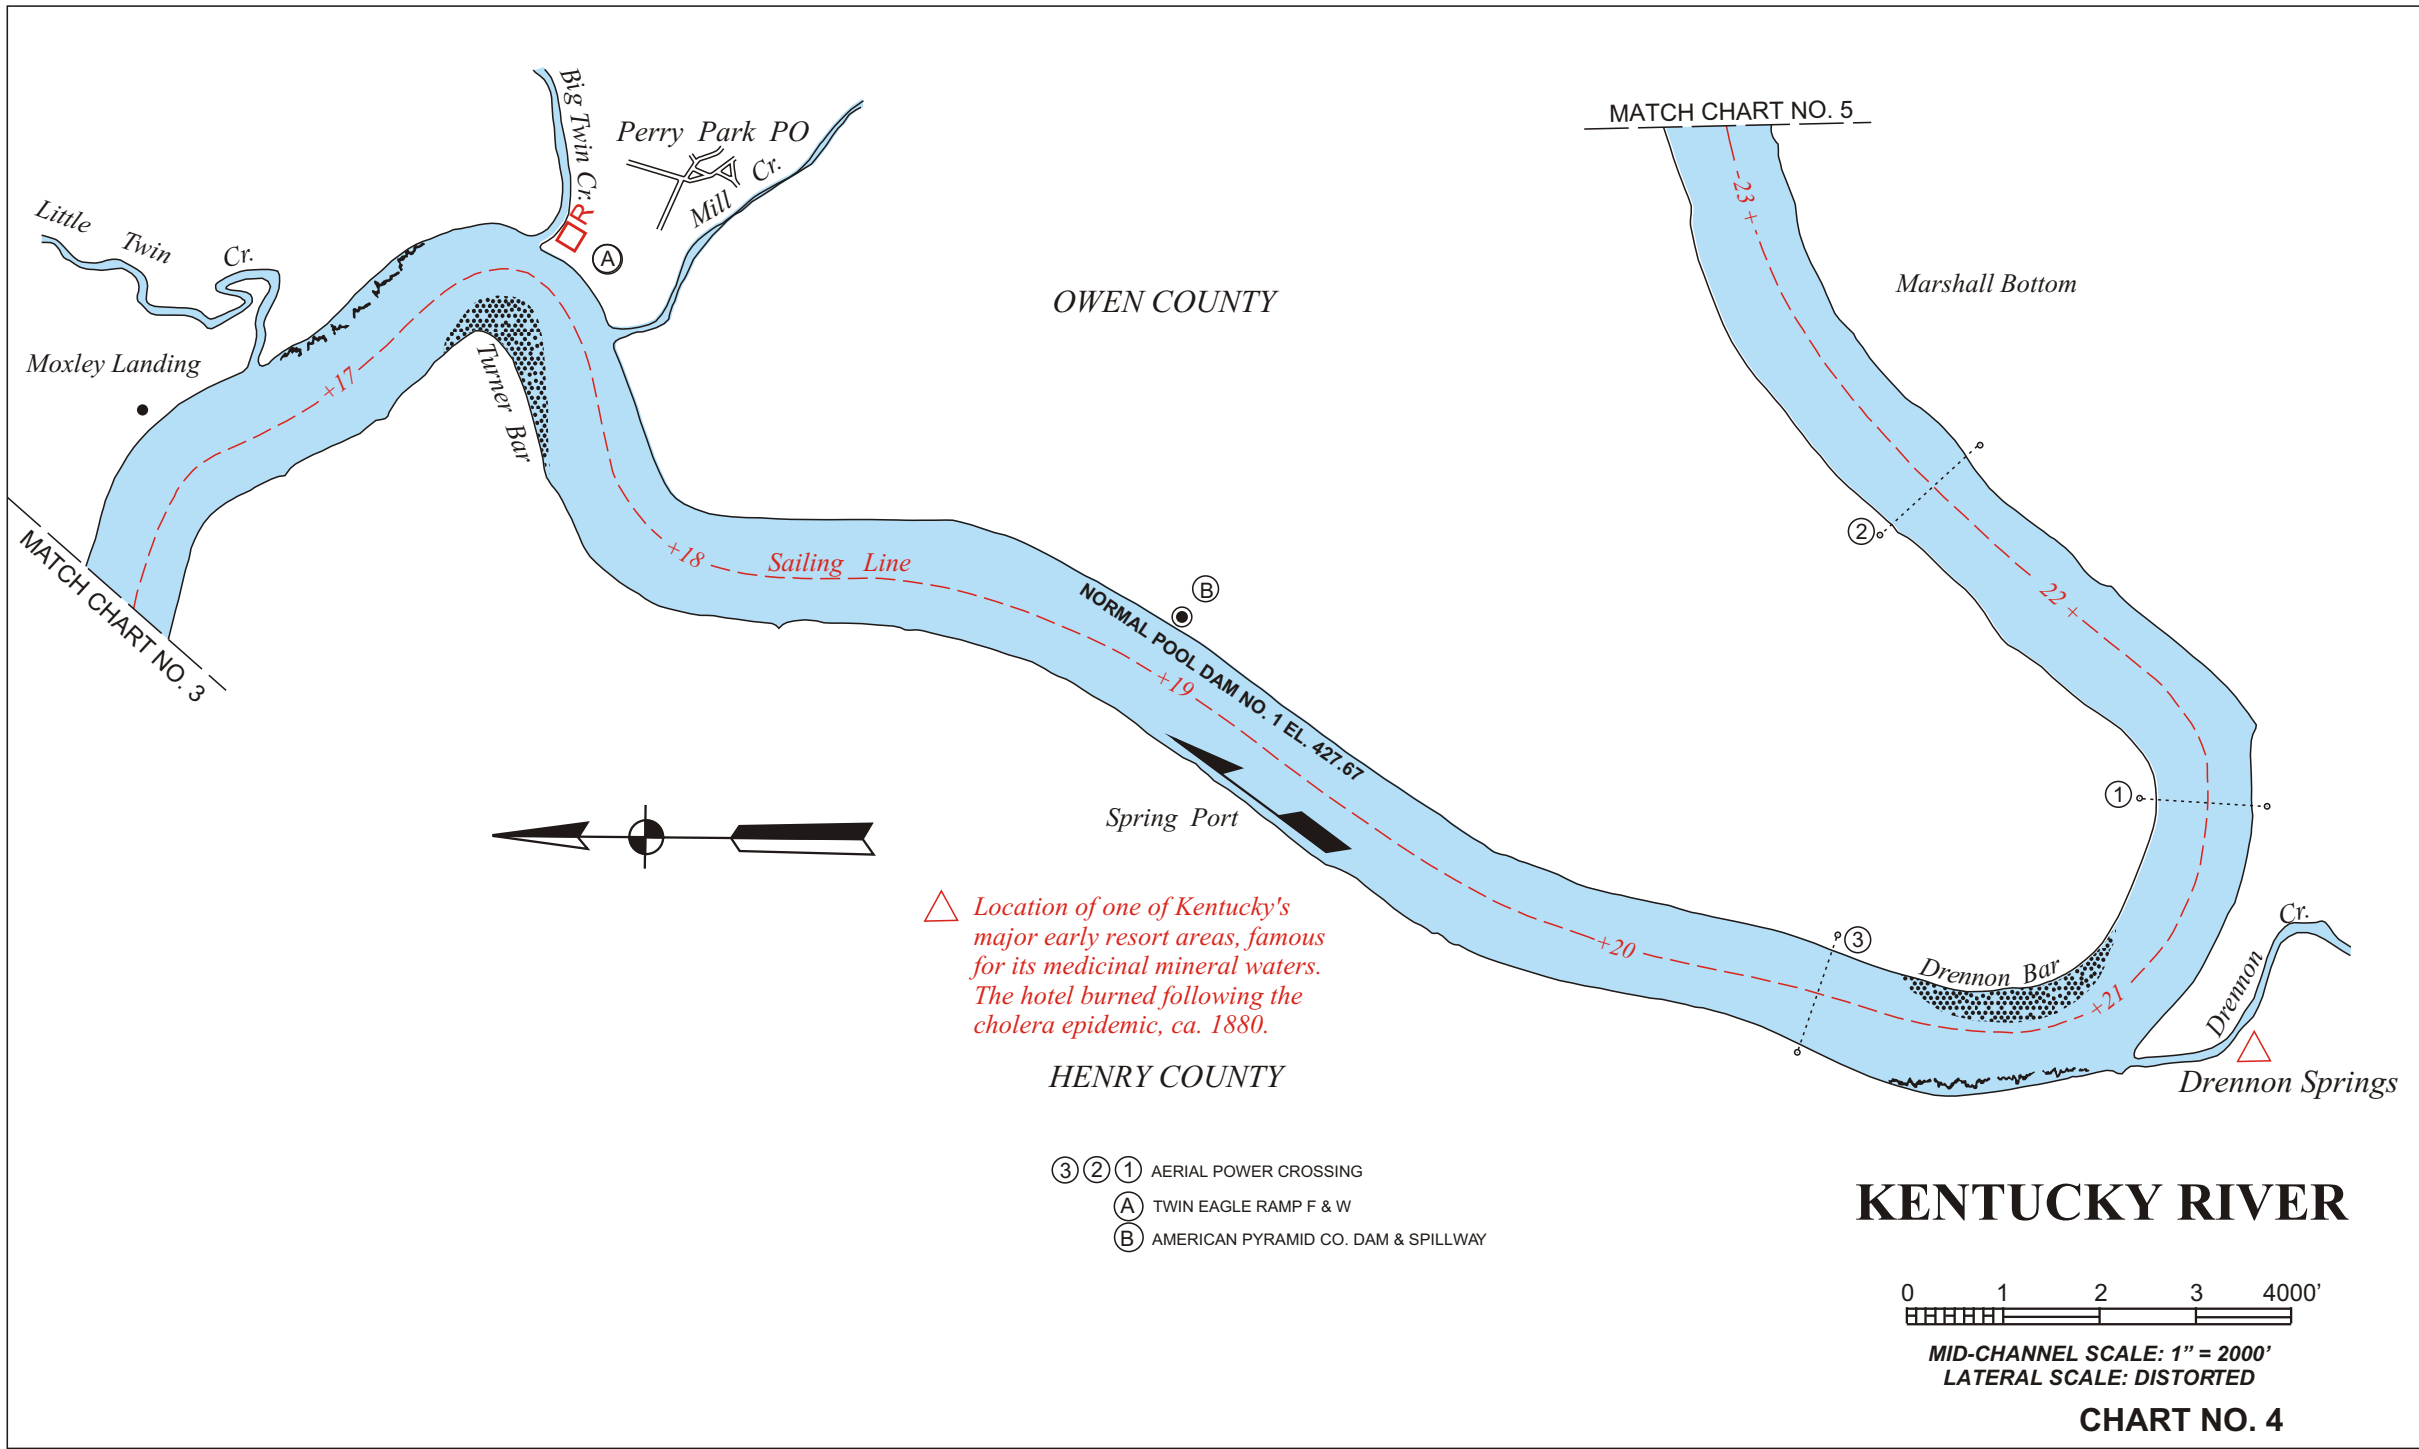 MATCH CHART NO. 5
Big Twin Cr.
Perry Park PO
Mill Cr.
R
A
Little Twin Cr.
-23 +-
Marshall Bottom
OWEN COUNTY
Moxley Landing
+17
Turner Bar
2
MATCH CHART NO. 3
+18
Sailing Line
B
NORMAL POOL DAM NO. 1 EL. 427.67
22 +
+19
1
Spring Port
Location of one of Kentucky's
major early resort areas, famous
for its medicinal mineral waters.
The hotel burned following the
cholera epidemic, ca. 1880.
+20
3
Drennon Bar
+21
Drennon Cr.
Drennon Springs
HENRY COUNTY
3 2 1 AERIAL POWER CROSSING
A TWIN EAGLE RAMP F & W
B AMERICAN PYRAMID CO. DAM & SPILLWAY
KENTUCKY RIVER
0 1 2 3 4000’
MID-CHANNEL SCALE: 1” = 2000’
LATERAL SCALE: DISTORTED
CHART NO. 4